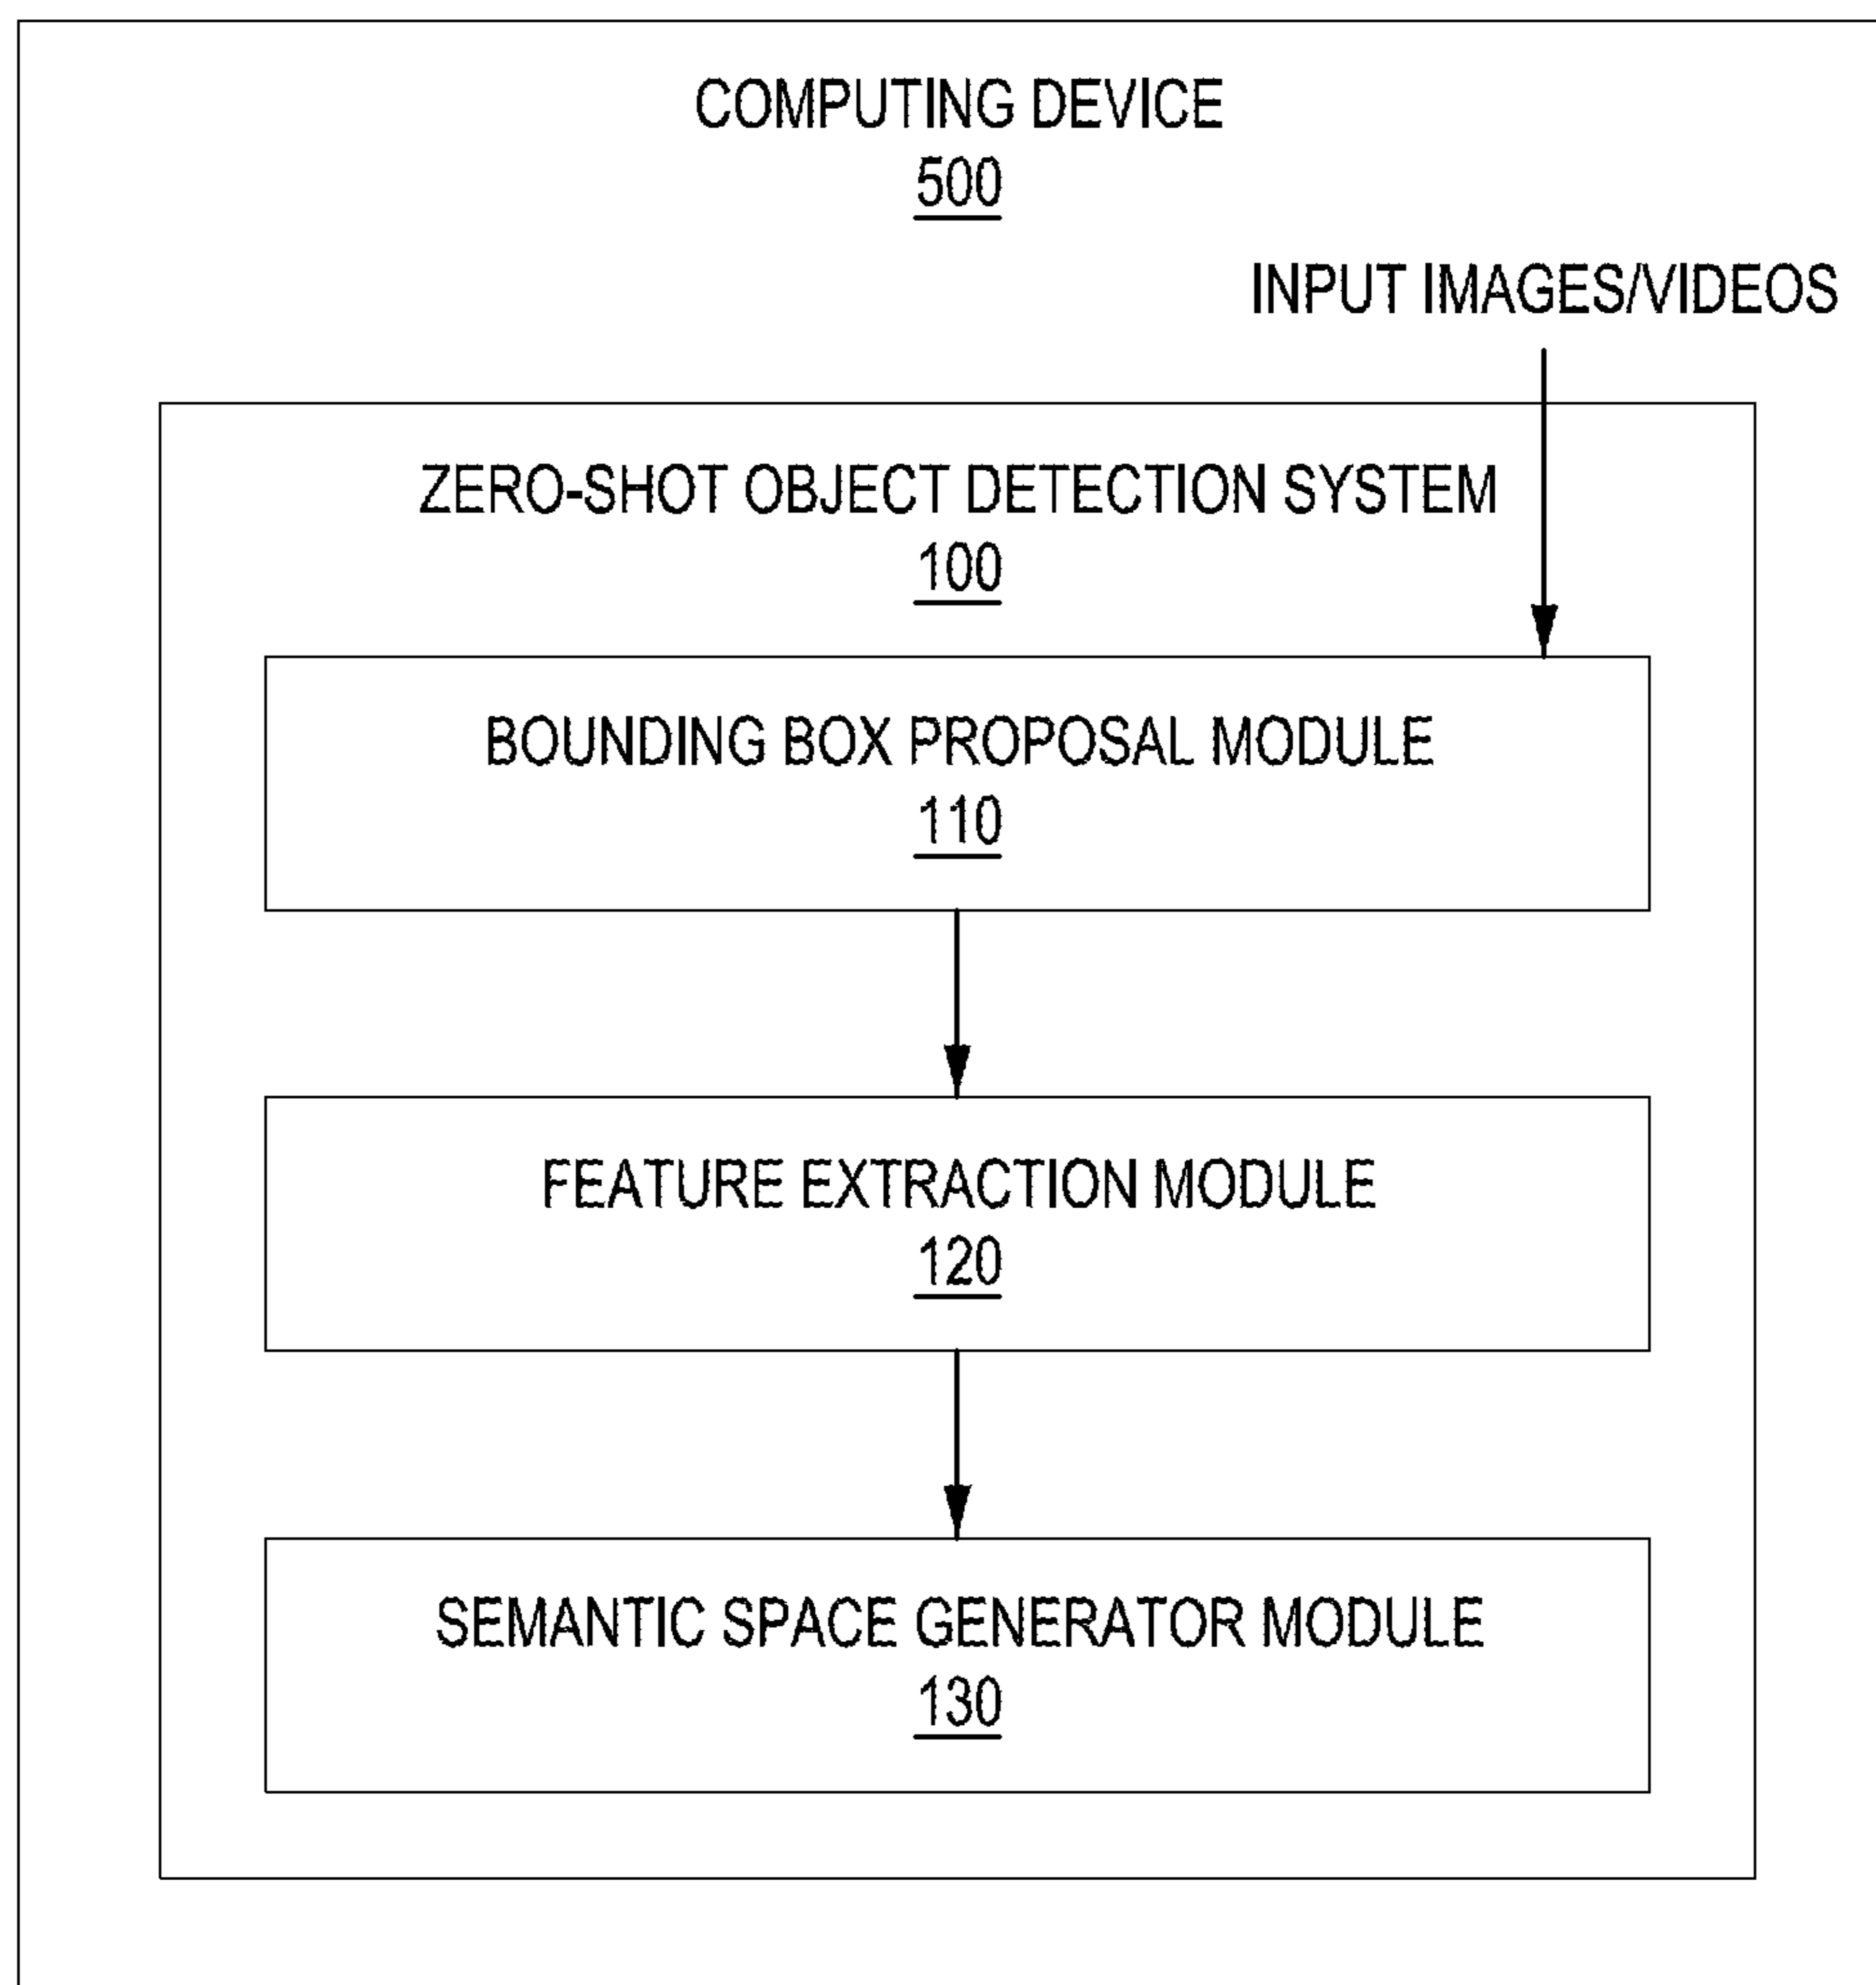 COMPUTING DEVICE
500
INPUT IMAGES/VIDEOS
ZERO-SHOT OBJECT DETECTION SYSTEM
100
BOUNDING BOX PROPOSAL MODULE
110
FEATURE EXTRACTION MODULE
120
SEMANTIC SPACE GENERATOR MODULE
130